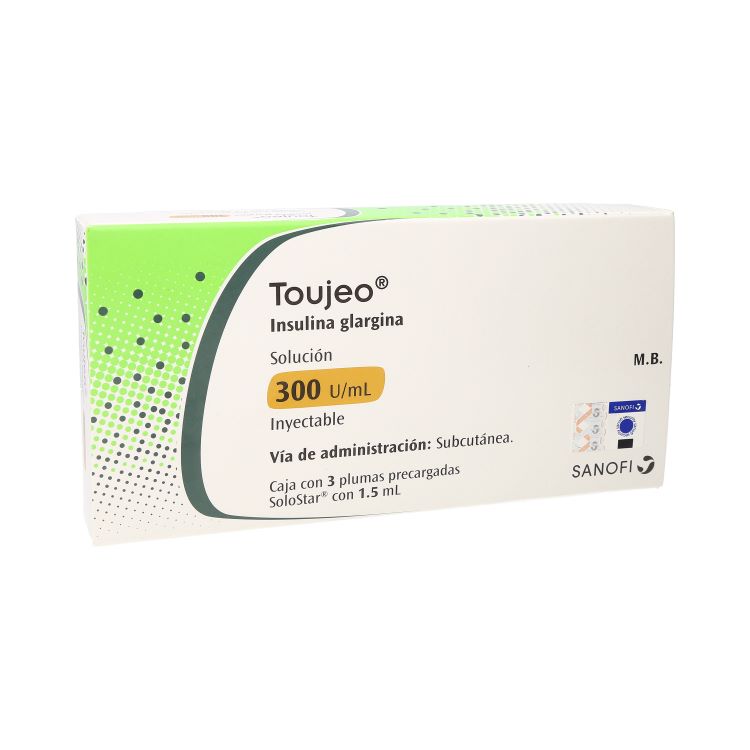 Toujeo®
Insulina glargina
Solución
300 U/mL
Inyectable
Vía de administración: Subcutánea.
Caja con 3 plumas precargadas
SoloStar® con 1.5 mL
M.B.
SANOFI
SANOFI